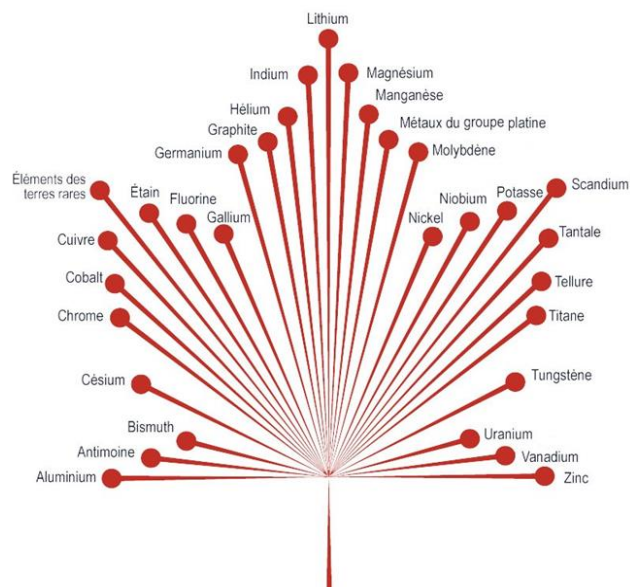 Lithium
Indium
Magnésium
Manganèse
Hélium
Graphite
Métaux du groupe platine
Germanium
Molybdène
Éléments des
terres rares
Étain
Fluorine
Gallium
Nickel
Niobium
Potasse
Scandium
Cuivre
Tantale
Cobalt
Tellure
Chrome
Titane
Césium
Tungstène
Bismuth
Uranium
Antimoine
Vanadium
Aluminium
Zinc